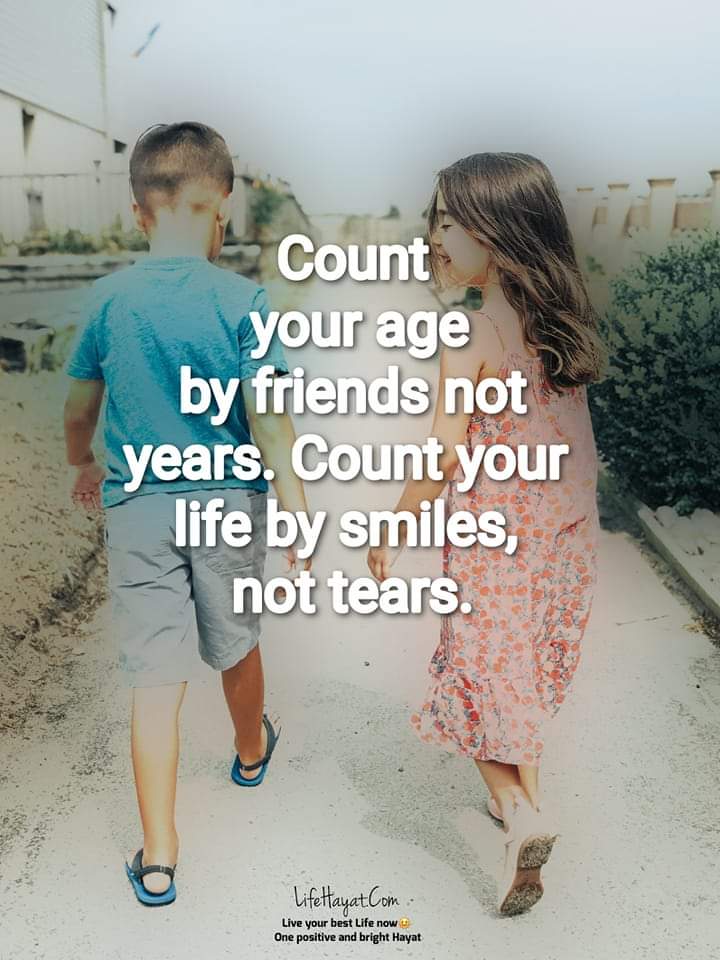 Count
your age
by friends not
years. Count your
life by smiles,
not tears.
LifeHayat.Com
Live your best Life now😊
One positive and bright Hayat